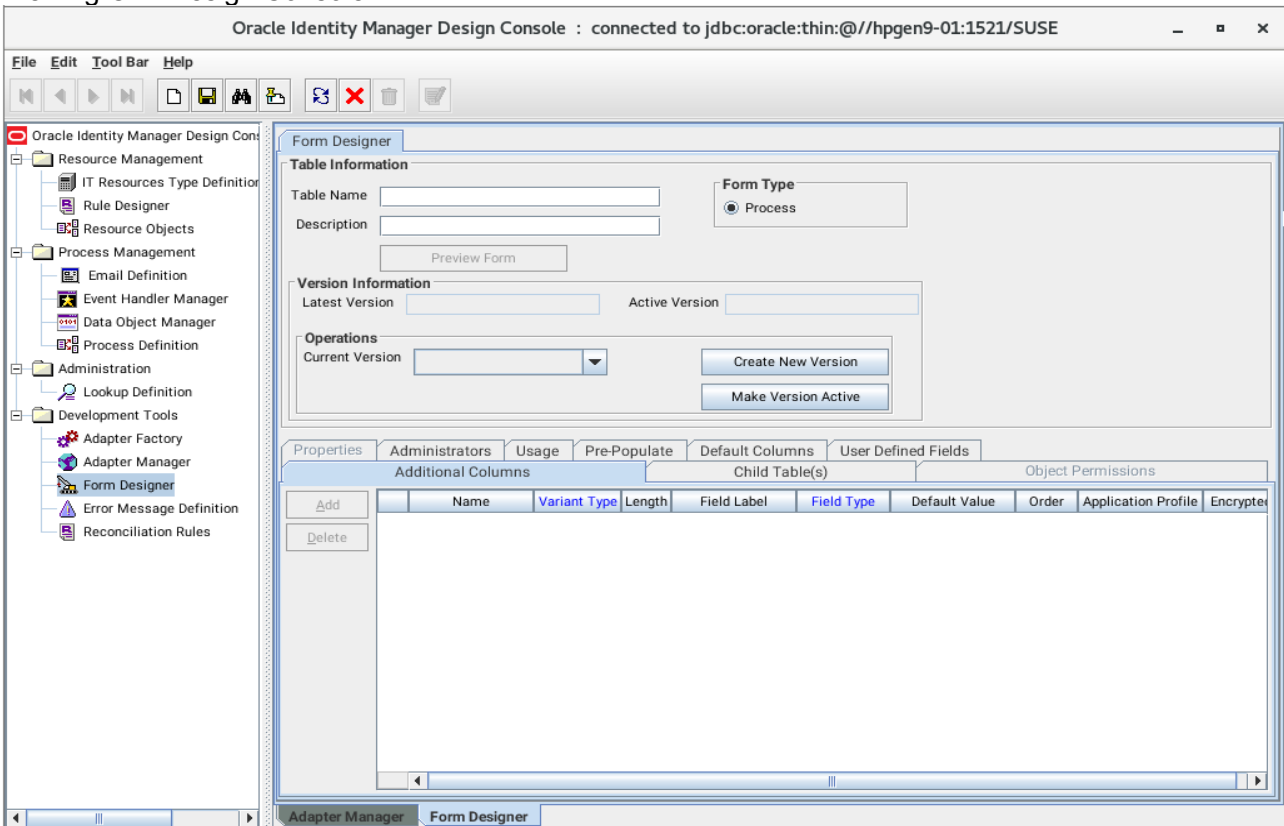 Oracle Identity Manager Design Console : connected to jdbc:oracle:thin:@//hpgen9-01:1521/SUSE
File Edit Tool Bar Help
Oracle Identity Manager Design Con
Resource Management
IT Resources Type Definition
Rule Designer
Resource Objects
Process Management
Email Definition
Event Handler Manager
Data Object Manager
Process Definition
Administration
Lookup Definition
Development Tools
Adapter Factory
Adapter Manager
Form Designer
Error Message Definition
Reconciliation Rules
Form Designer
Table Information
Table Name
Description
Form Type
Process
Preview Form
Version Information
Latest Version Active Version
Operations
Current Version
Create New Version
Make Version Active
Properties Administrators Usage Pre-Populate Default Columns User Defined Fields
Additional Columns Child Table(s) Object Permissions
Add
Delete
Name Variant Type Length Field Label Field Type Default Value Order Application Profile Encrypted
Adapter Manager Form Designer